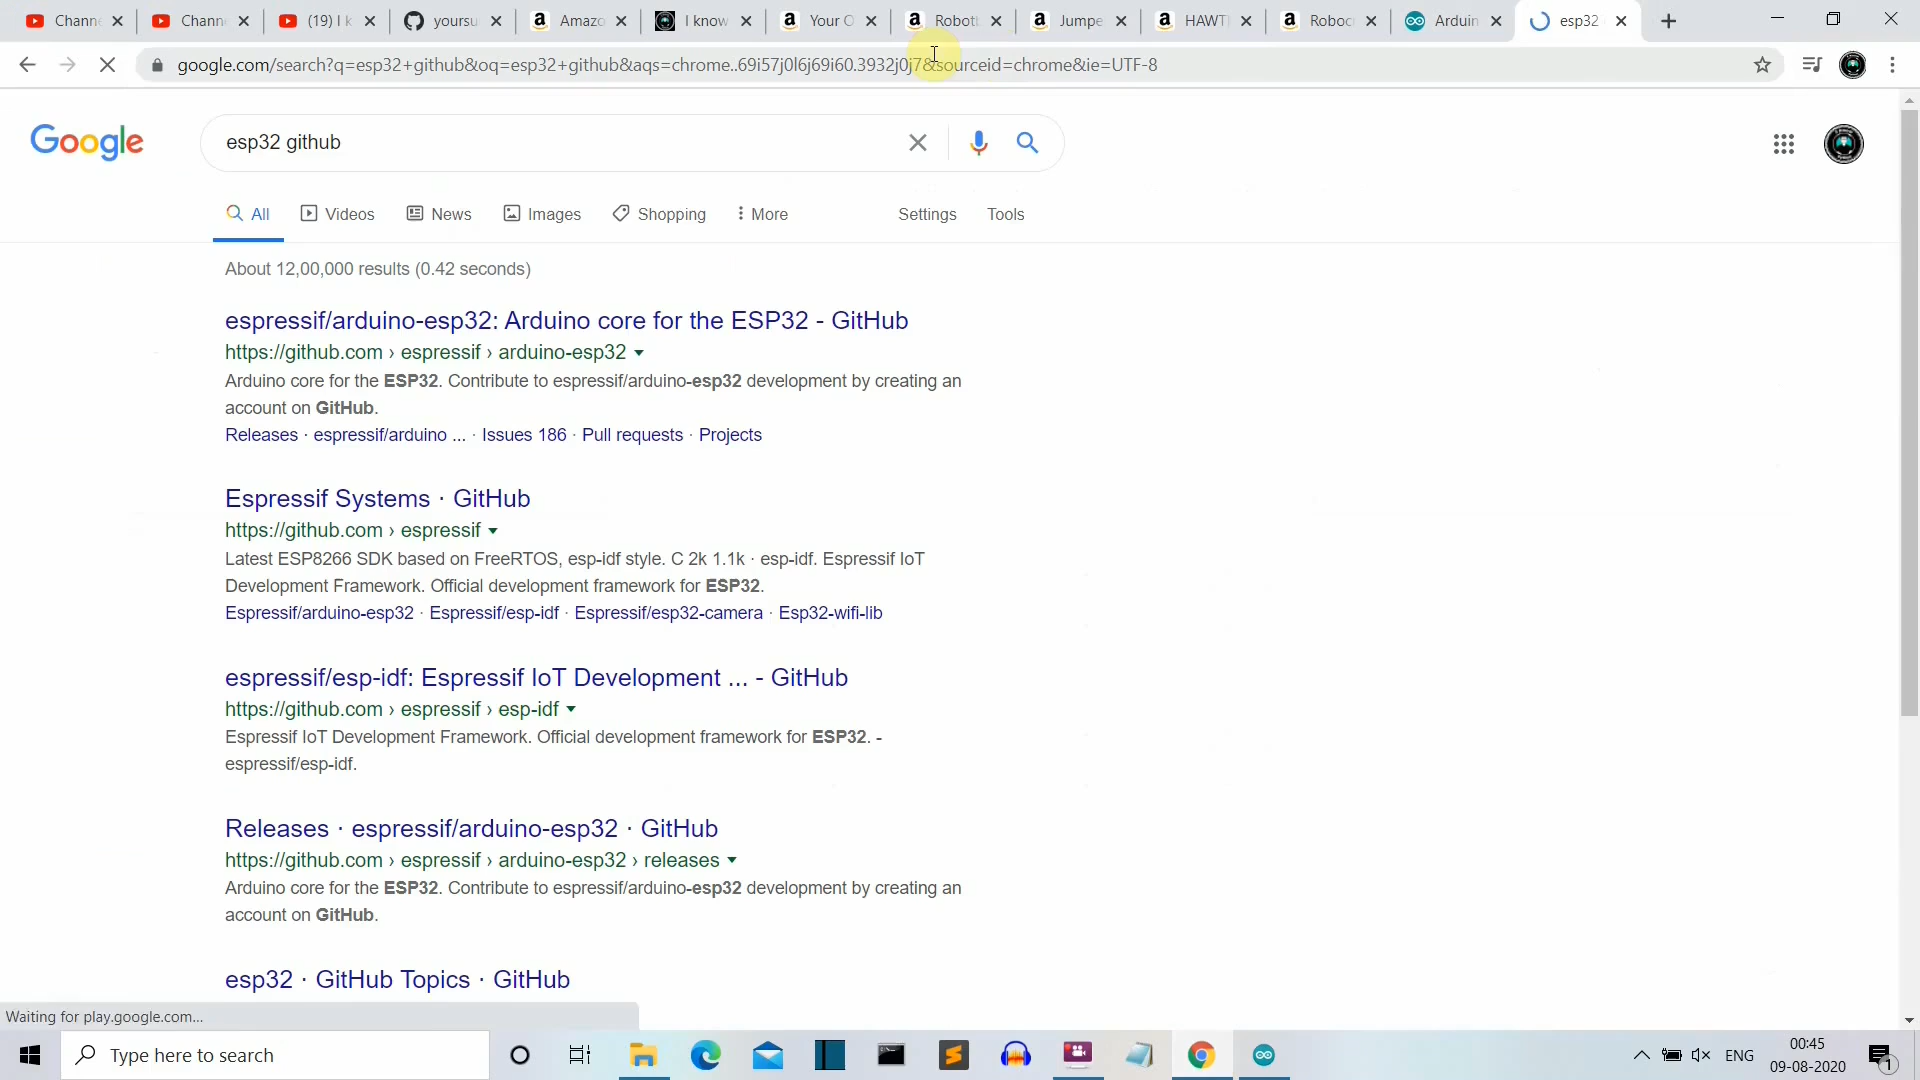 Chann
Chann
(19) I k
yoursu
Amazo
I know
Your O
Robotl
Jumpe
HAWT
Roboc
Arduin
esp32
google.com/search?q=esp32+github&oq=esp32+github&aqs=chrome..69i57j0l6j69i60.3932j0j7&sourceid=chrome&ie=UTF-8
Google
esp32 github
All
Videos
News
Images
Shopping
More
Settings
Tools
About 12,00,000 results (0.42 seconds)
espressif/arduino-esp32: Arduino core for the ESP32 - GitHub
https://github.com › espressif › arduino-esp32
Arduino core for the ESP32. Contribute to espressif/arduino-esp32 development by creating an
account on GitHub.
Releases · espressif/arduino ... · Issues 186 · Pull requests · Projects
Espressif Systems · GitHub
https://github.com › espressif
Latest ESP8266 SDK based on FreeRTOS, esp-idf style. C 2k 1.1k · esp-idf. Espressif IoT
Development Framework. Official development framework for ESP32.
Espressif/arduino-esp32 · Espressif/esp-idf · Espressif/esp32-camera · Esp32-wifi-lib
espressif/esp-idf: Espressif IoT Development ... - GitHub
https://github.com › espressif › esp-idf
Espressif IoT Development Framework. Official development framework for ESP32. -
espressif/esp-idf.
Releases · espressif/arduino-esp32 · GitHub
https://github.com › espressif › arduino-esp32 › releases
Arduino core for the ESP32. Contribute to espressif/arduino-esp32 development by creating an
account on GitHub.
esp32 · GitHub Topics · GitHub
Waiting for play.google.com...
Type here to search
ENG
00:45
09-08-2020
1